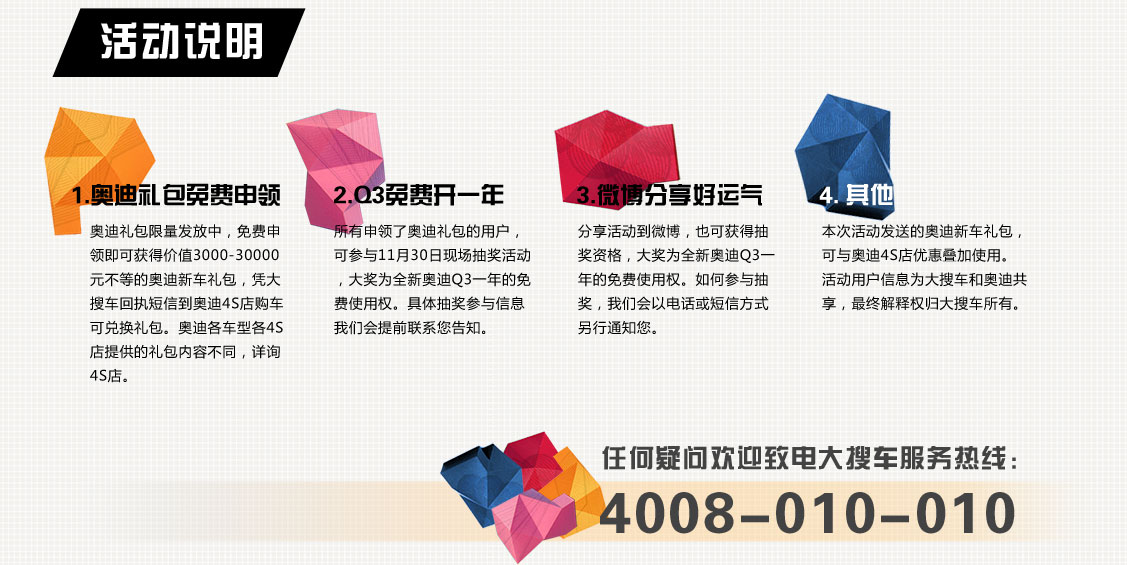 活动说明
1.奥迪礼包免费申领
奥迪礼包限量发放中，免费申
领即可获得价值3000-30000
元不等的奥迪新车礼包，凭大
搜车回执短信到奥迪4S店购车
可兑换礼包。奥迪各车型各4S
店提供的礼包内容不同，详询
4S店。
2.Q3免费开一年
所有申领了奥迪礼包的用户，
可参与11月30日现场抽奖活动
，大奖为全新奥迪Q3一年的免
费使用权。具体抽奖参与信息
我们会提前联系您告知。
3.微博分享好运气
分享活动到微博，也可获得抽
奖资格，大奖为全新奥迪Q3一
年的免费使用权。如何参与抽
奖，我们会以电话或短信方式
另行通知您。
4. 其他
本次活动发送的奥迪新车礼包，
可与奥迪4S店优惠叠加使用。
活动用户信息为大搜车和奥迪共
享，最终解释权归大搜车所有。
任何疑问欢迎致电大搜车服务热线：
4008-010-010